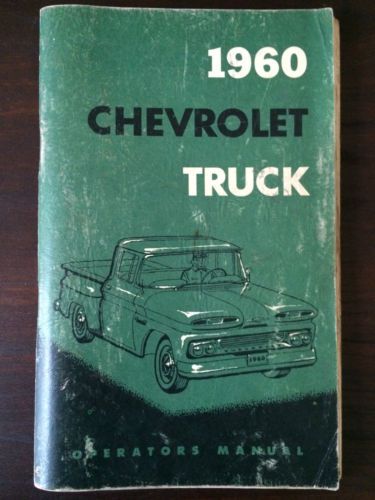 1960
CHEVROLET
TRUCK
1960
OPERATORS MANUAL